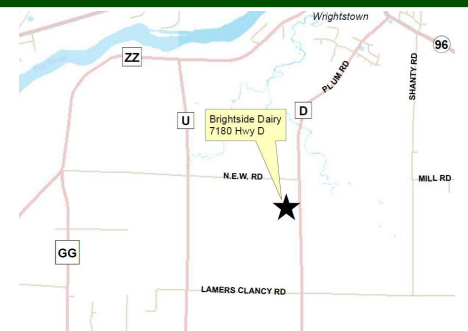 Wrightstown
96
ZZ
PLUM RD
SHANTY RD
U
D
Brightside Dairy
7180 Hwy D
N.E.W. RD
MILL RD
GG
LAMERS CLANCY RD